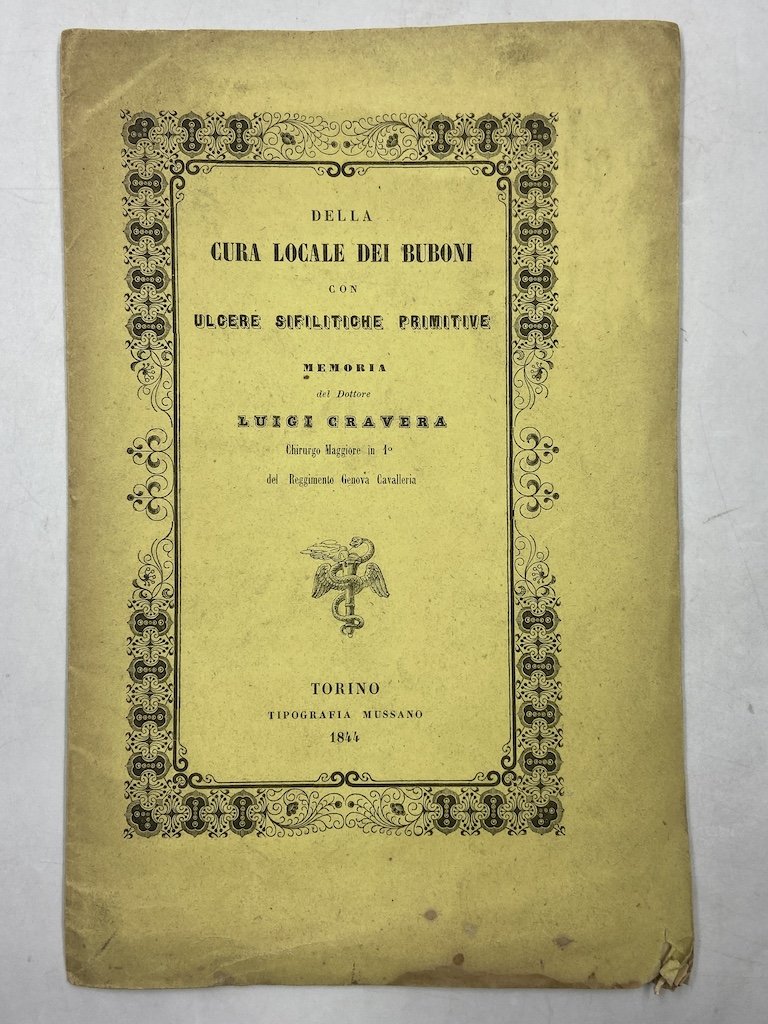 DELLA
CURA LOCALE DEI BUBONI
CON
ULCERE SIFILITICHE PRIMITIVE
MEMORIA
del Dottore
LUIGI CRAVERA
Chirurgo Maggiore in 1º
del Reggimento Genova Cavalleria
TORINO
TIPOGRAFIA MUSSANO
1844